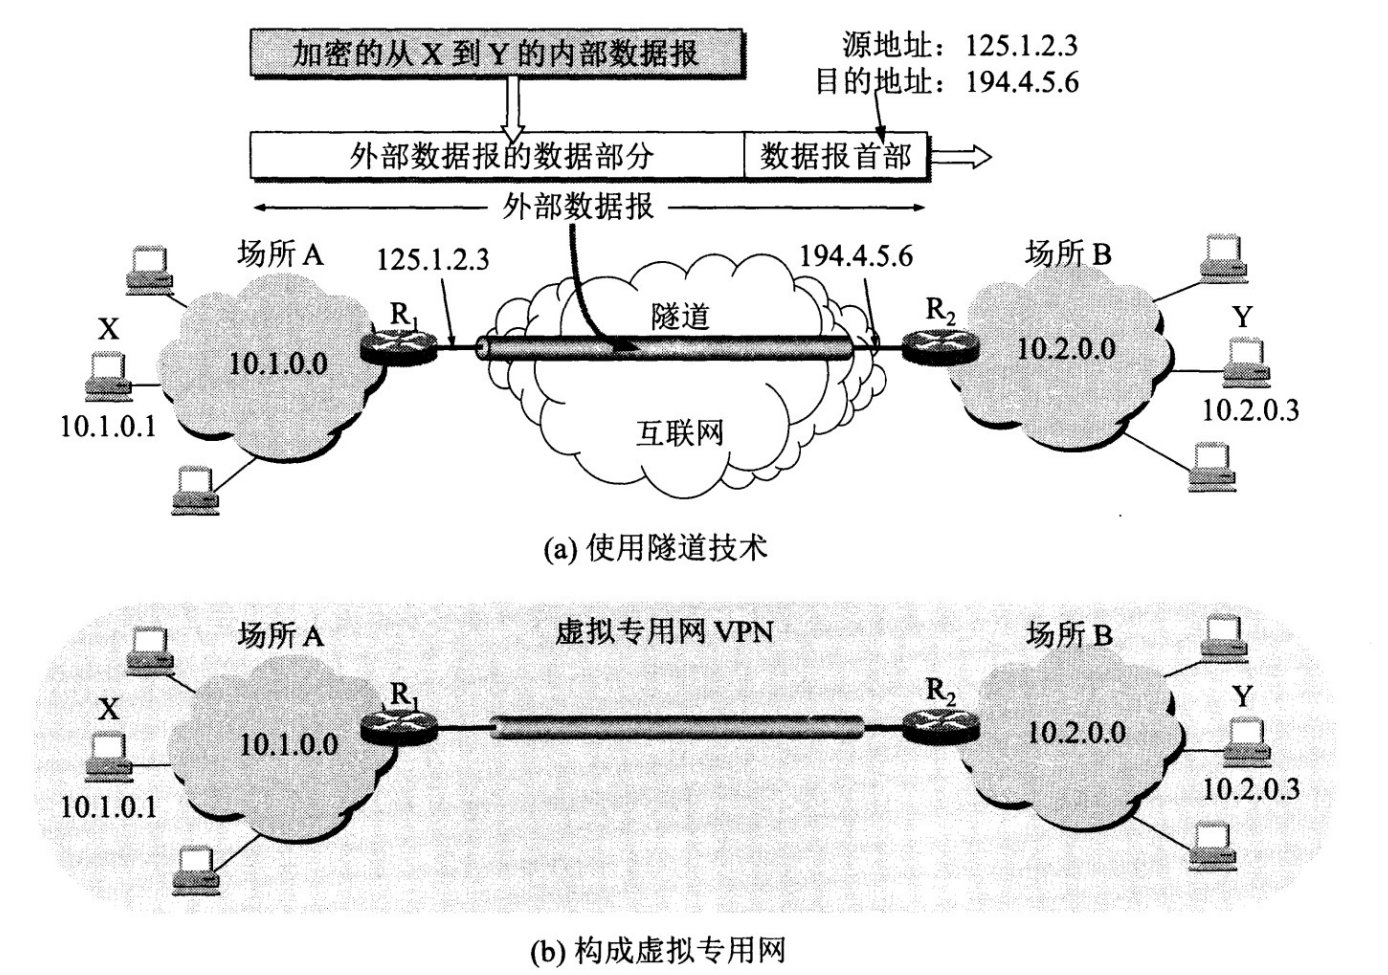 加密的从 X 到 Y 的内部数据报
源地址：125.1.2.3
目的地址：194.4.5.6
外部数据报的数据部分
数据报首部
外部数据报
场所 A
125.1.2.3
194.4.5.6
场所 B
X
R1
隧道
R2
Y
10.1.0.0
10.2.0.0
10.1.0.1
互联网
10.2.0.3
(a) 使用隧道技术
场所 A
虚拟专用网 VPN
场所 B
X
R1
R2
Y
10.1.0.0
10.2.0.0
10.1.0.1
10.2.0.3
(b) 构成虚拟专用网